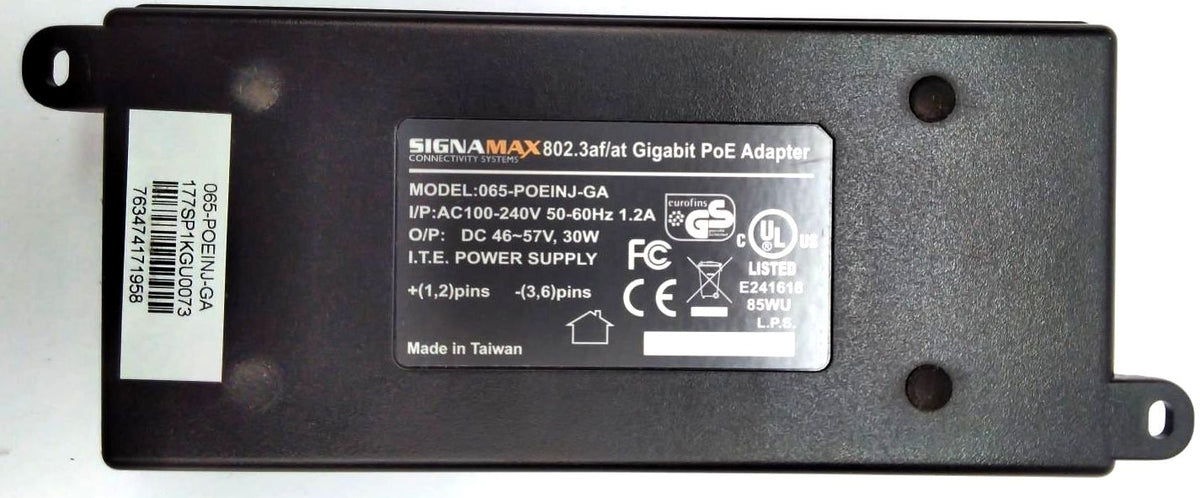 SIGNAMAX 802.3af/at Gigabit PoE Adapter
CONNECTIVITY SYSTEMS
MODEL:065-POEINJ-GA
I/P:AC100-240V 50-60Hz 1.2A
O/P: DC 46~57V, 30W
I.T.E. POWER SUPPLY
+(1,2)pins -(3,6)pins
Made in Taiwan
eurofins
GS
FC
CE
C UL US
®
LISTED
E241618
85WU
L.P.S.
065-POEINJ-GA
177SP1KGU0073
763474171958